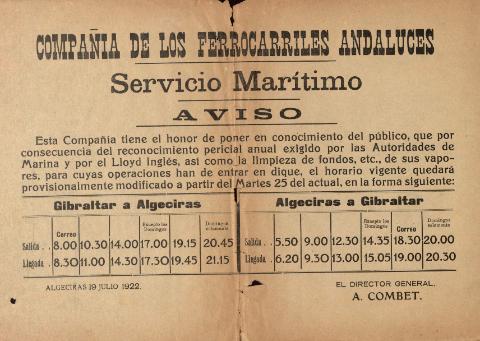 COMPAÑIA DE LOS FERROCARRILES ANDALUCES
Servicio Marítimo
AVISO
Esta Compañía tiene el honor de poner en conocimiento del público, que por
consecuencia del reconocimiento pericial anual exigido por las Autoridades de
Marina y por el Lloyd Inglés, así como la limpieza de fondos, etc., de sus vapo-
res, para cuyas operaciones han de entrar en dique, el horario vigente quedará
provisionalmente modificado a partir del Martes 25 del actual, en la forma siguiente:
Gibraltar a Algeciras
Correo Excepto los Domingos Domingos solamente
Salida . . 8.00 10.30 14.00 17.00 19.15 20.45
Llegada . 8.30 11.00 14.30 17.30 19.45 21.15
Algeciras a Gibraltar
Excepto los Domingos Correo Domingos solamente
Salida . . 5.50 9.00 12.30 14.35 18.30 20.00
Llegada . 6.20 9.30 13.00 15.05 19.00 20.30
ALGECIRAS 19 JULIO 1922.
EL DIRECTOR GENERAL,
A. COMBET.